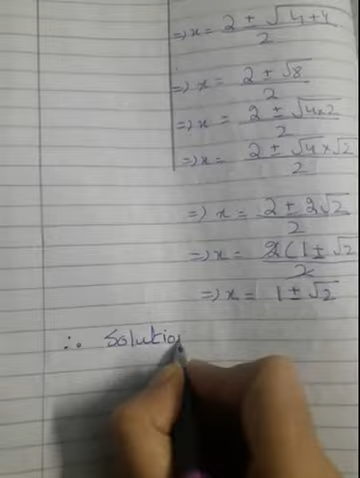 ⇒ x = 2 ± √4+4 / 2
⇒ x = 2 ± √8 / 2
⇒ x = 2 ± √4×2 / 2
⇒ x = 2 ± √4 × √2 / 2
⇒ x = 2 ± 2√2 / 2
⇒ x = 2(1 ± √2 / 2
⇒ x = 1 ± √2
∴ Solutio